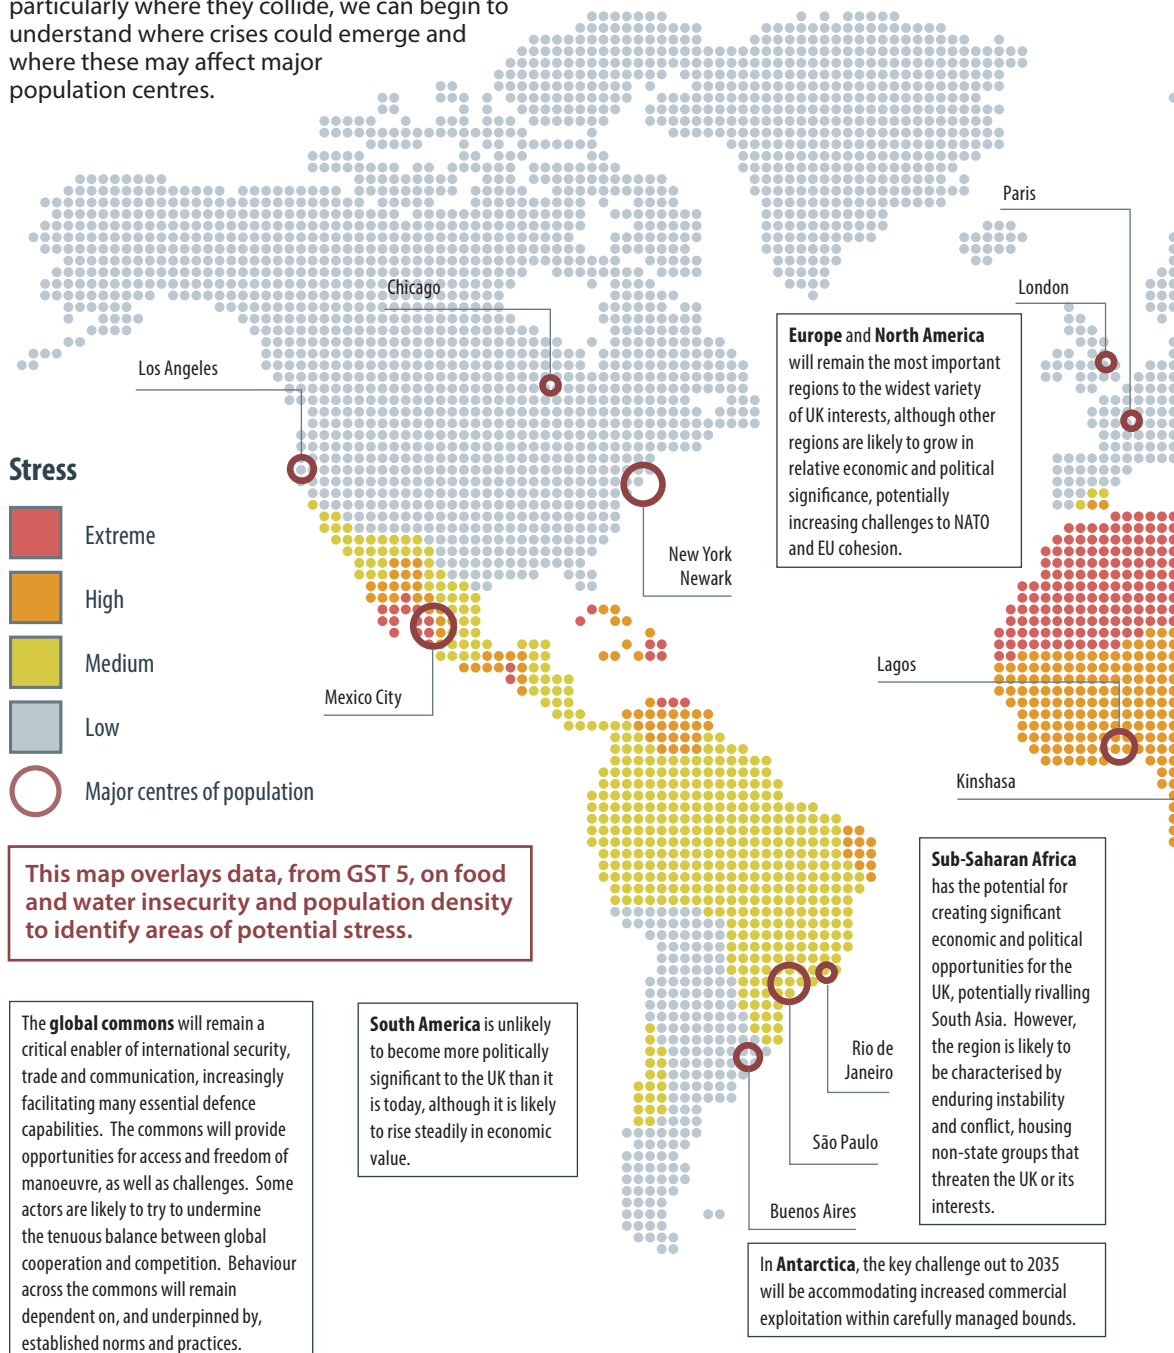 particularly where they collide, we can begin to
understand where crises could emerge and
where these may affect major
population centres.
Paris
London
Chicago
Los Angeles
Europe and North America
will remain the most important
regions to the widest variety
of UK interests, although other
regions are likely to grow in
relative economic and political
significance, potentially
increasing challenges to NATO
and EU cohesion.
Stress
Extreme
High
Medium
Low
Major centres of population
New York
Newark
Mexico City
Lagos
Kinshasa
This map overlays data, from GST 5, on food
and water insecurity and population density
to identify areas of potential stress.
Sub-Saharan Africa
has the potential for
creating significant
economic and political
opportunities for the
UK, potentially rivalling
South Asia.  However,
the region is likely to
be characterised by
enduring instability
and conflict, housing
non-state groups that
threaten the UK or its
interests.
The global commons will remain a
critical enabler of international security,
trade and communication, increasingly
facilitating many essential defence
capabilities.  The commons will provide
opportunities for access and freedom of
manoeuvre, as well as challenges.  Some
actors are likely to try to undermine
the tenuous balance between global
cooperation and competition.  Behaviour
across the commons will remain
dependent on, and underpinned by,
established norms and practices.
South America is unlikely
to become more politically
significant to the UK than it
is today, although it is likely
to rise steadily in economic
value.
Rio de
Janeiro
São Paulo
Buenos Aires
In Antarctica, the key challenge out to 2035
will be accommodating increased commercial
exploitation within carefully managed bounds.